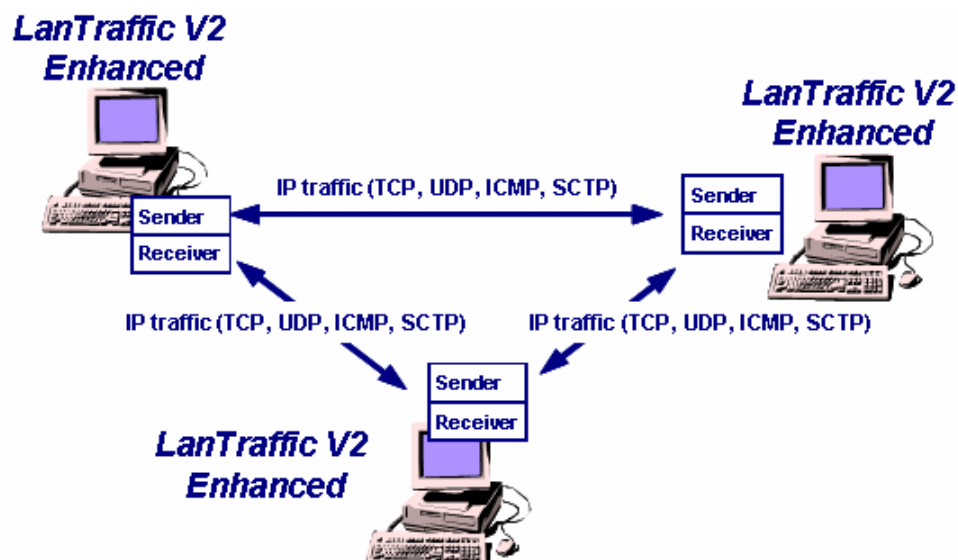 LanTraffic V2
Enhanced
LanTraffic V2
Enhanced
IP traffic (TCP, UDP, ICMP, SCTP)
Sender
Receiver
Sender
Receiver
IP traffic (TCP, UDP, ICMP, SCTP)
IP traffic (TCP, UDP, ICMP, SCTP)
Sender
Receiver
LanTraffic V2
Enhanced